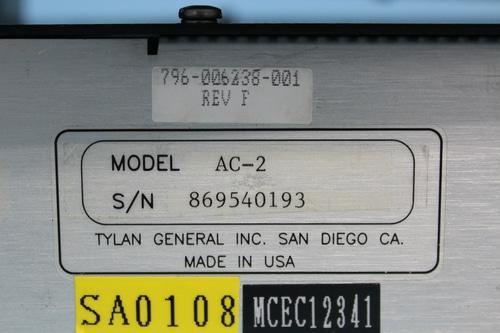 796-006238-001
REV F
MODEL AC-2
S/N 869540193
TYLAN GENERAL INC. SAN DIEGO CA.
MADE IN USA
SA0108 MCEC12341